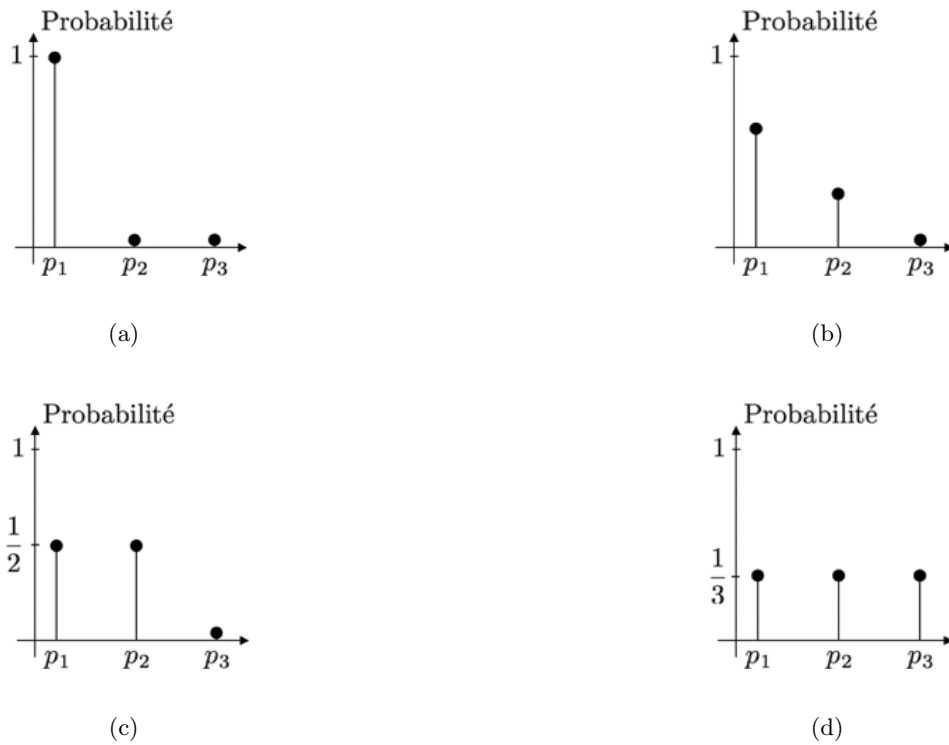 Probabilité
1
p1 p2 p3
(a)
Probabilité
1
p1 p2 p3
(b)
Probabilité
1
1/2
p1 p2 p3
(c)
Probabilité
1
1/3
p1 p2 p3
(d)